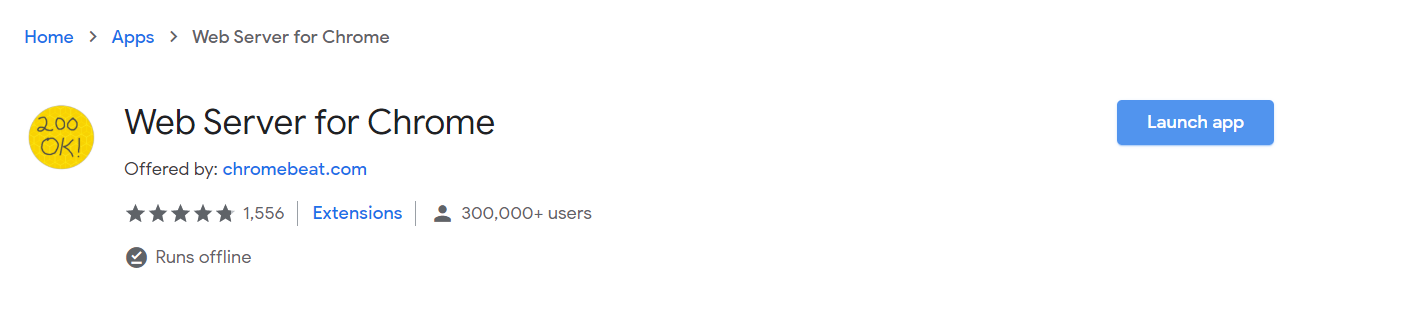 Home > Apps > Web Server for Chrome
200
OK!
Web Server for Chrome
Launch app
Offered by: chromebeat.com
1,556 Extensions 300,000+ users
Runs offline